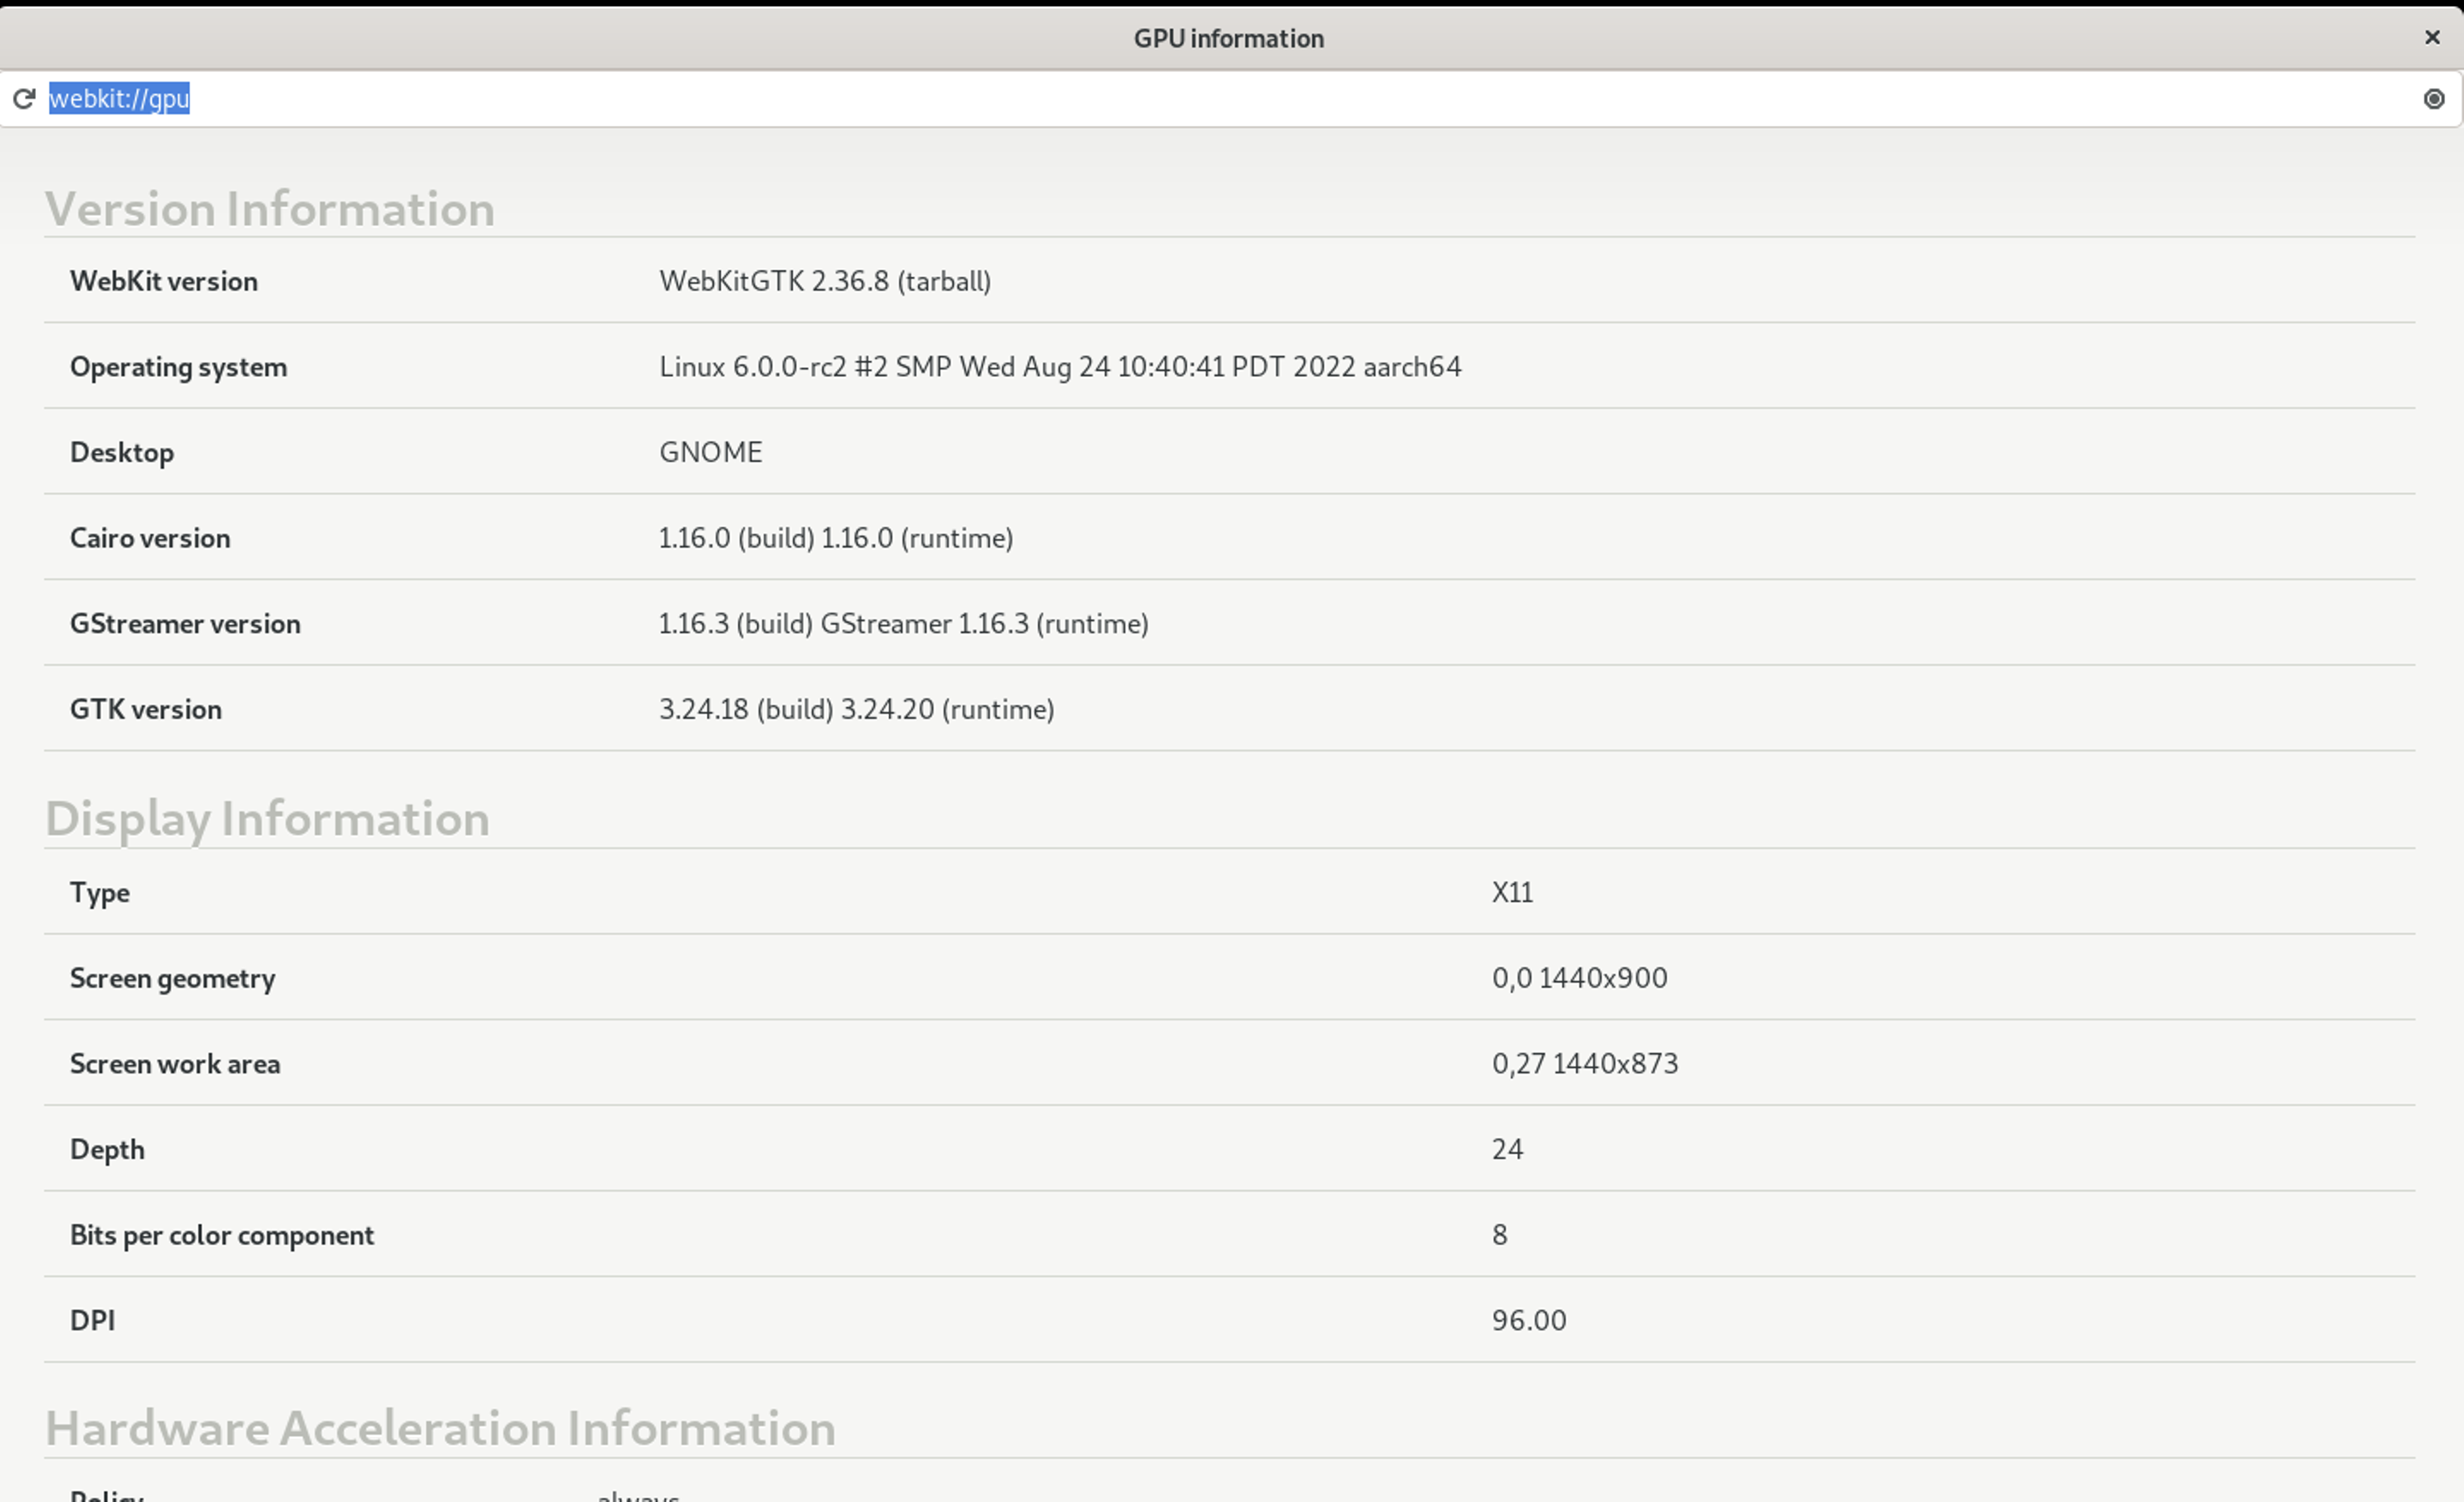 GPU information
webkit://gpu
Version Information
WebKit version WebKitGTK 2.36.8 (tarball)
Operating system Linux 6.0.0-rc2 #2 SMP Wed Aug 24 10:40:41 PDT 2022 aarch64
Desktop GNOME
Cairo version 1.16.0 (build) 1.16.0 (runtime)
GStreamer version 1.16.3 (build) GStreamer 1.16.3 (runtime)
GTK version 3.24.18 (build) 3.24.20 (runtime)
Display Information
Type X11
Screen geometry 0,0 1440x900
Screen work area 0,27 1440x873
Depth 24
Bits per color component 8
DPI 96.00
Hardware Acceleration Information
Policy always